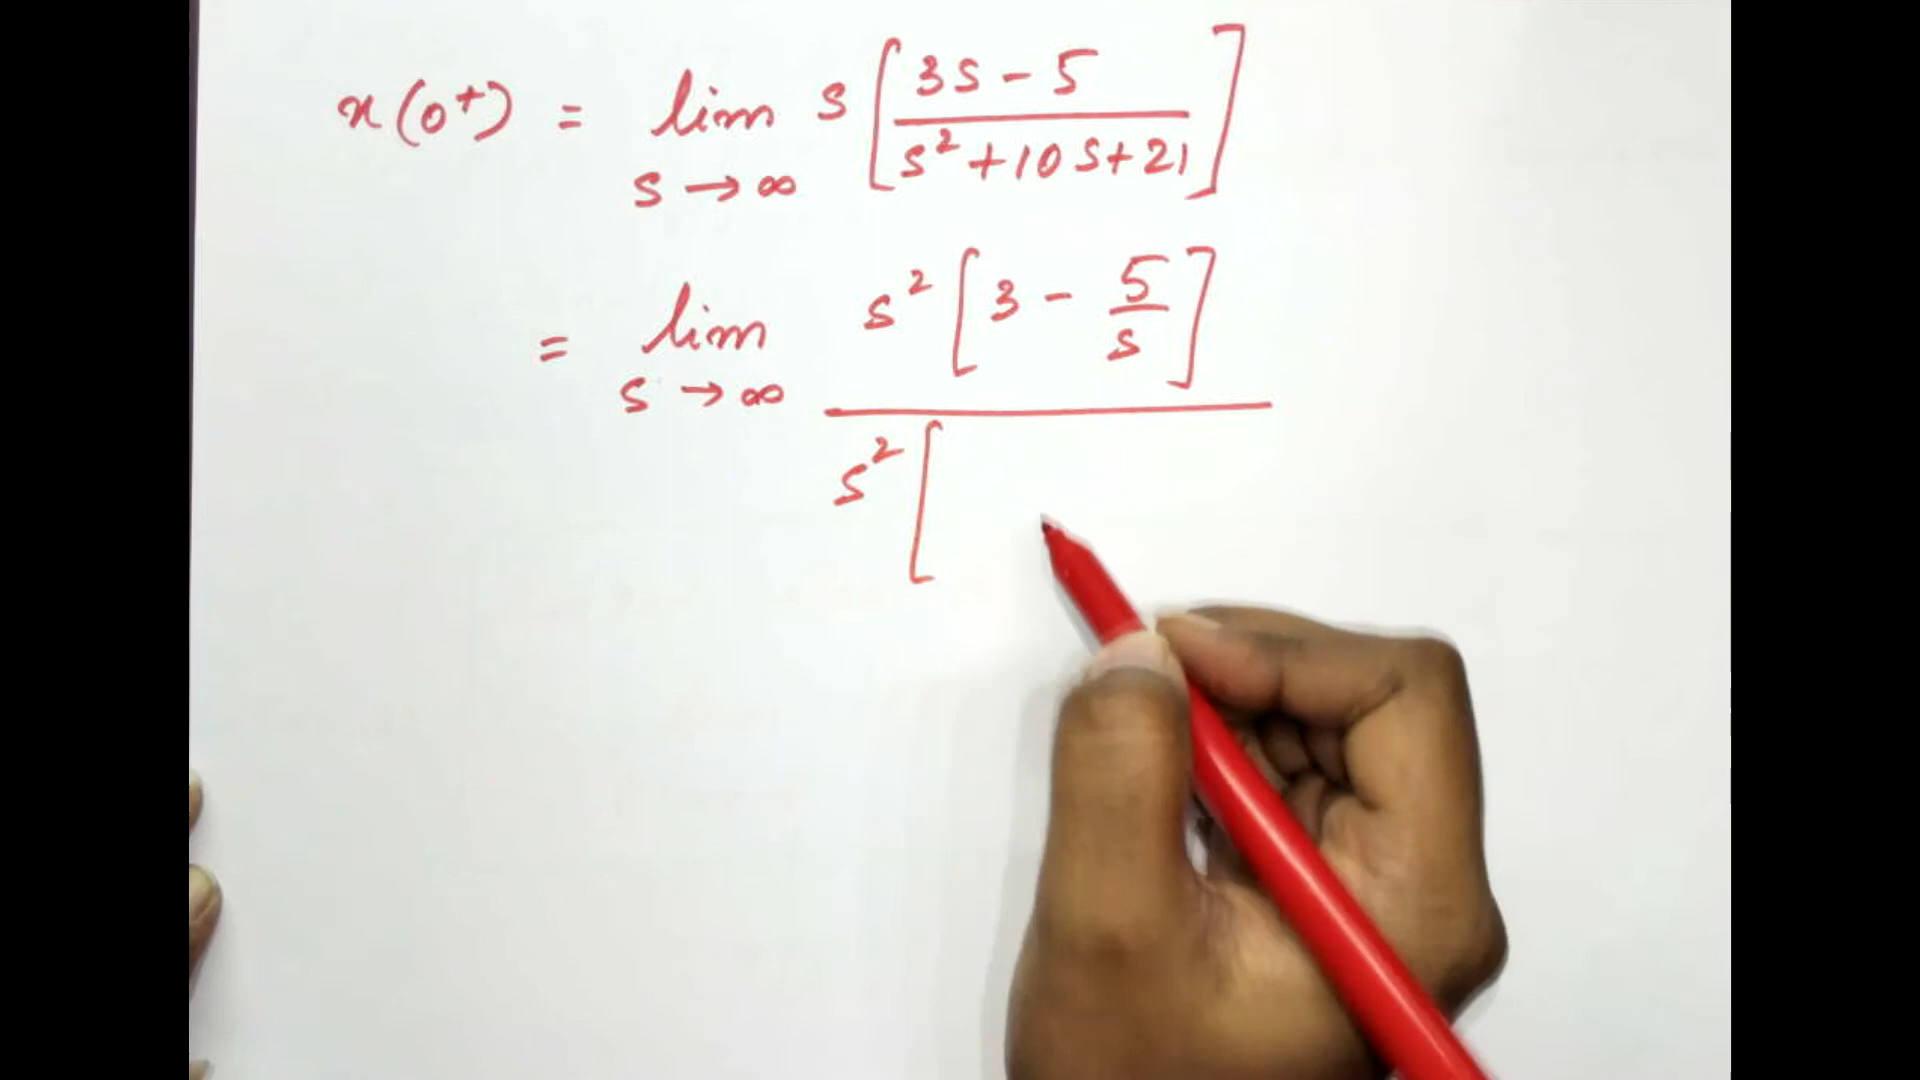 x(0⁺) = lim s [ (3s - 5) / (s² + 10s + 21) ]
s → ∞
= lim s² [ 3 - 5/s ]
s → ∞
s² [